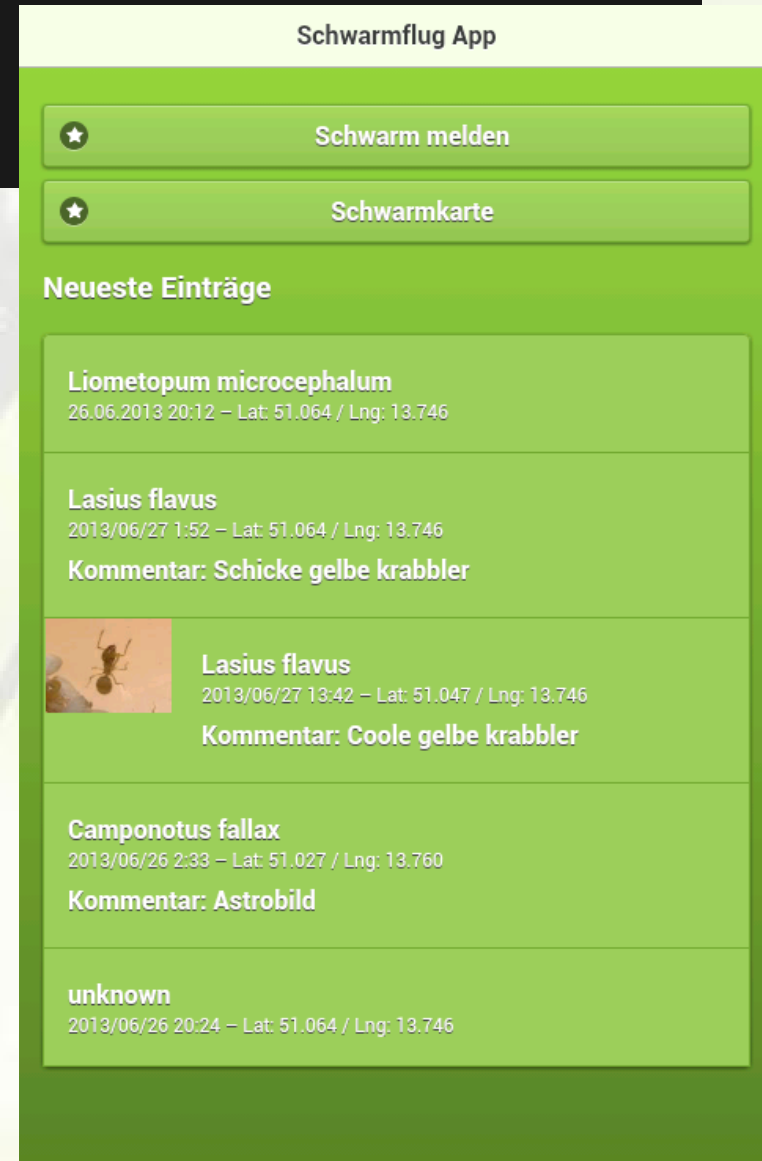 Schwarmflug App
Schwarm melden
Schwarmkarte
Neueste Einträge
Liometopum microcephalum
26.06.2013 20:12 – Lat: 51.064 / Lng: 13.746
Lasius flavus
2013/06/27 1:52 – Lat: 51.064 / Lng: 13.746
Kommentar: Schicke gelbe krabbler
Lasius flavus
2013/06/27 13:42 – Lat: 51.047 / Lng: 13.746
Kommentar: Coole gelbe krabbler
Camponotus fallax
2013/06/26 2:33 – Lat: 51.027 / Lng: 13.760
Kommentar: Astrobild
unknown
2013/06/26 20:24 – Lat: 51.064 / Lng: 13.746